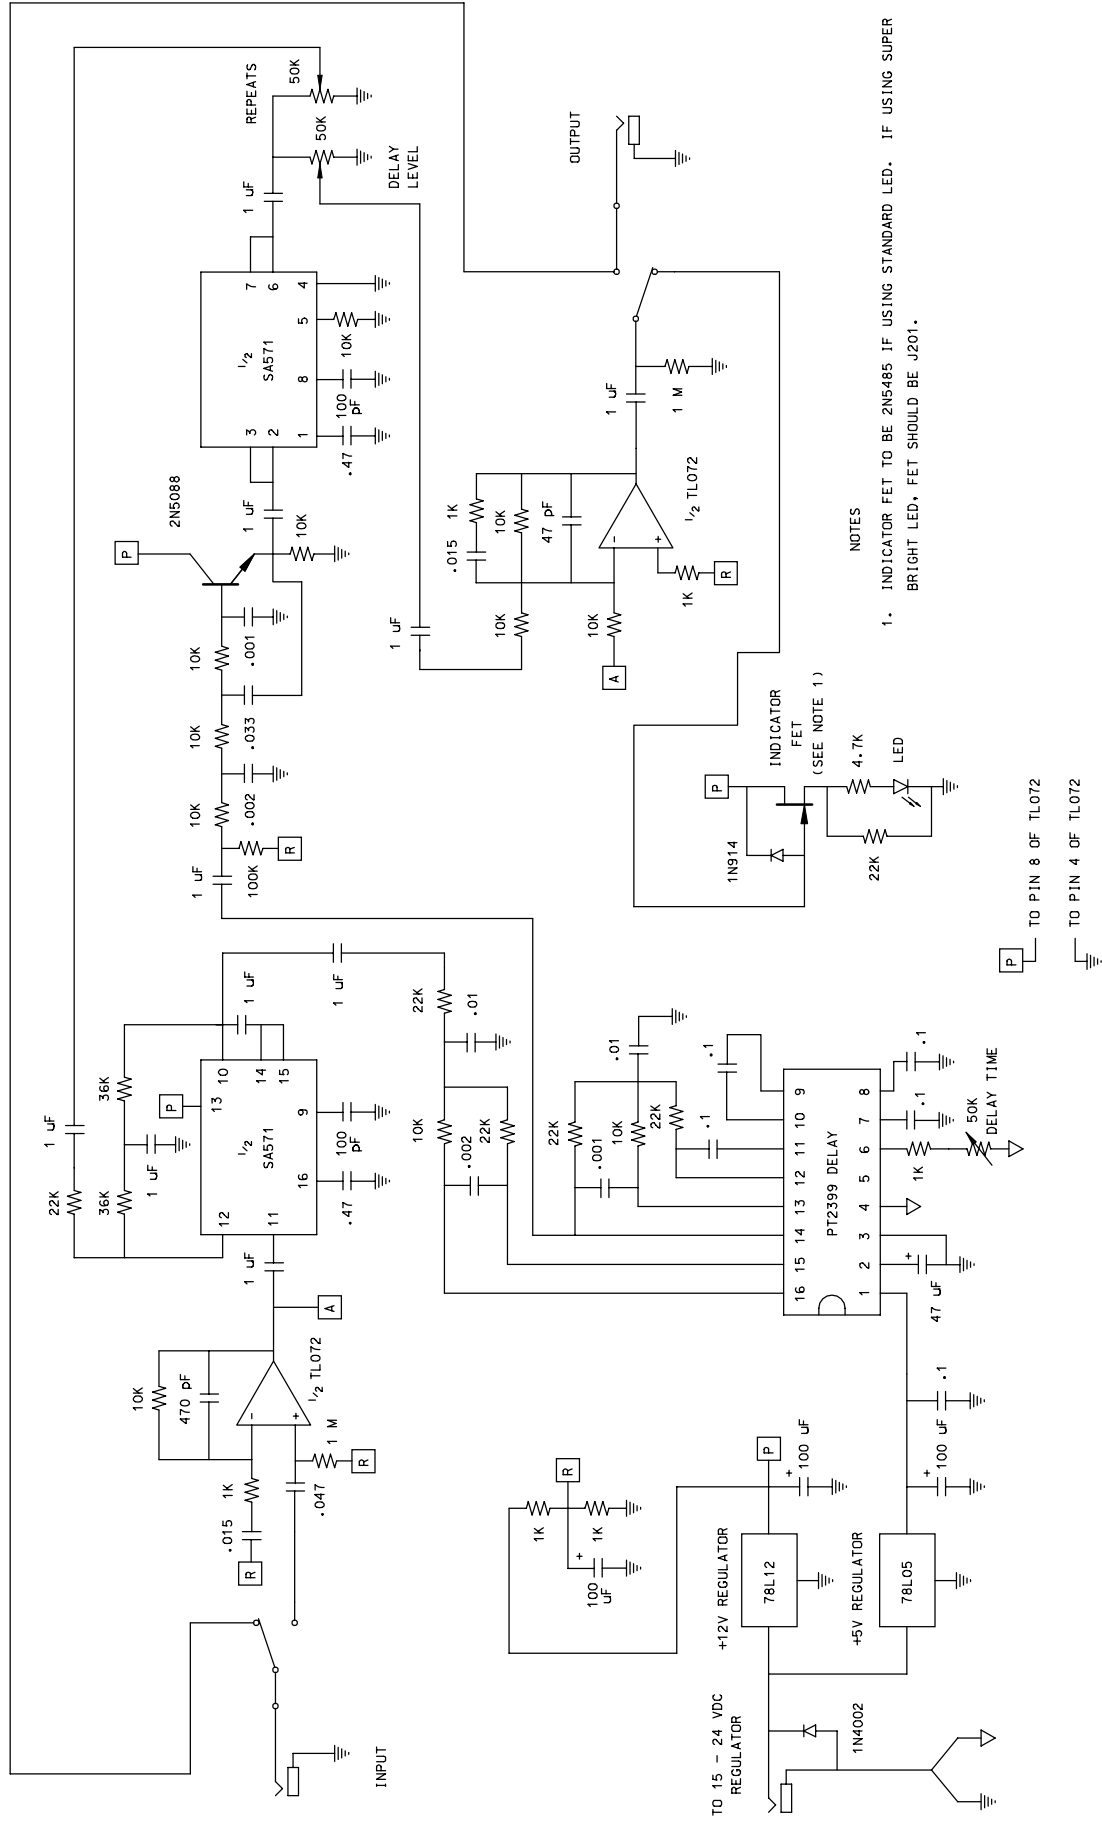 INPUT
R
.015
1K
.047
1 M
R
10K
470 pF
-
+
1/2 TL072
A
1 uF
22K
1 uF
36K
36K
1 uF
12
11
13
10
14
15
16
9
1/2
SA571
P
.47
100
pF
1 uF
1 uF
22K
.01
10K
22K
.002
1 uF
100K
R
10K
.002
10K
.033
10K
.001
P
2N5088
10K
1 uF
3
2
7
6
1
8
5
4
1/2
SA571
.47
100
pF
10K
1 uF
REPEATS
50K
50K
DELAY
LEVEL
1 uF
10K
.015
1K
10K
47 pF
10K
A
-
+
1K
R
1/2 TL072
1 uF
1 M
OUTPUT
22K
.001
10K
22K
.01
.1
.1
16
15
14
13
12
11
10
9
PT2399 DELAY
1
2
3
4
5
6
7
8
47 uF
+
1K
50K
DELAY TIME
.1
.1
P
1N914
INDICATOR
FET
(SEE NOTE 1)
4.7K
LED
22K
1K
1K
R
+
100
uF
TO 15 - 24 VDC
REGULATOR
1N4002
+12V REGULATOR
78L12
P
+
100 uF
+5V REGULATOR
78L05
+
100 uF
.1
P
TO PIN 8 OF TL072
TO PIN 4 OF TL072
NOTES
1. INDICATOR FET TO BE 2N5485 IF USING STANDARD LED. IF USING SUPER
BRIGHT LED, FET SHOULD BE J201.